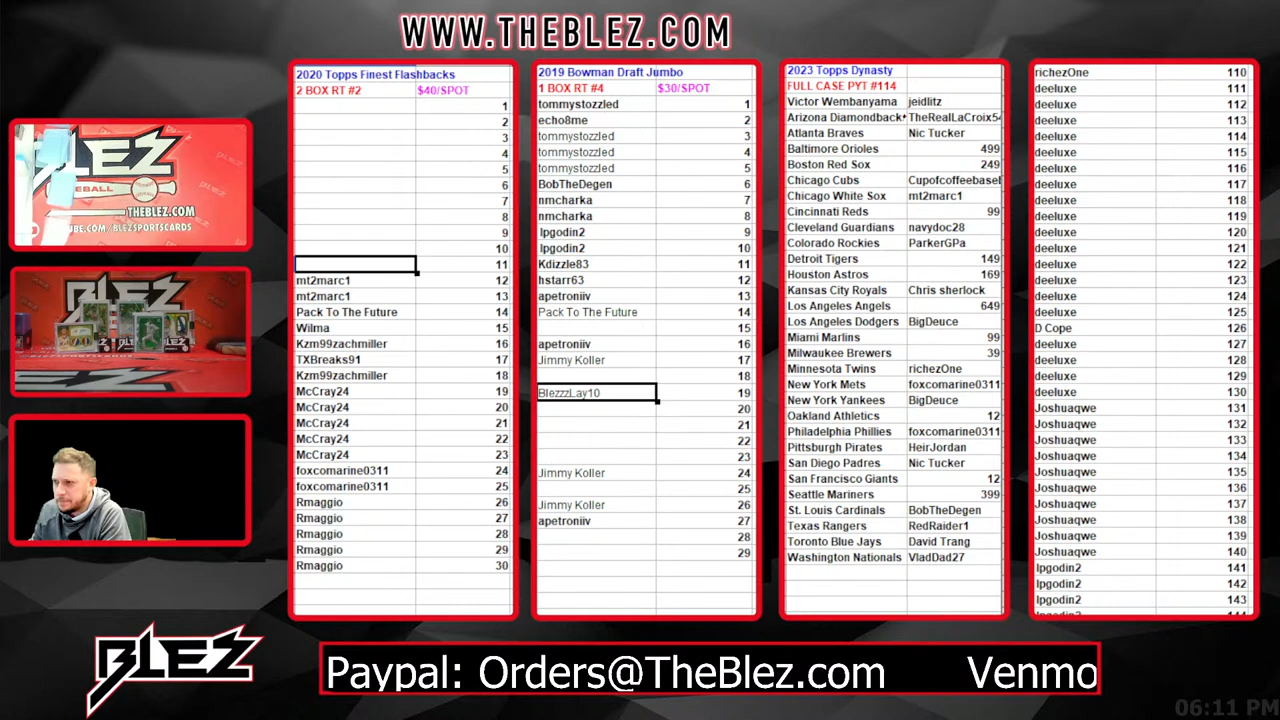 WWW.THEBLEZ.COM
BLEZ
BASEBALL
THEBLEZ.COM
2020 Topps Finest Flashbacks
2 BOX RT #2 $40/SPOT
1
2
3
4
5
6
7
8
9
10
11
mt2marc1 12
mt2marc1 13
Pack To The Future 14
Wilma 15
Kzm99zachmiller 16
TXBreaks91 17
Kzm99zachmiller 18
McCray24 19
McCray24 20
McCray24 21
McCray24 22
McCray24 23
foxcomarine0311 24
foxcomarine0311 25
Rmaggio 26
Rmaggio 27
Rmaggio 28
Rmaggio 29
Rmaggio 30
2019 Bowman Draft Jumbo
1 BOX RT #4 $30/SPOT
tommystozzled 1
echo8me 2
tommystozzled 3
tommystozzled 4
tommystozzled 5
BobTheDegen 6
nmcharka 7
nmcharka 8
lpgodin2 9
lpgodin2 10
Kdizzle83 11
hstarr63 12
apetroniiv 13
Pack To The Future 14
15
apetroniiv 16
Jimmy Koller 17
18
BlezzzLay10 19
20
21
22
23
Jimmy Koller 24
25
Jimmy Koller 26
apetroniiv 27
28
29
2023 Topps Dynasty
FULL CASE PYT #114
Victor Wembanyama jeidlitz
Arizona Diamondback TheRealLaCroix54
Atlanta Braves Nic Tucker
Baltimore Orioles 499
Boston Red Sox 249
Chicago Cubs Cupofcoffeebaseb
Chicago White Sox mt2marc1
Cincinnati Reds 99
Cleveland Guardians navydoc28
Colorado Rockies ParkerGPa
Detroit Tigers 149
Houston Astros 169
Kansas City Royals Chris sherlock
Los Angeles Angels 649
Los Angeles Dodgers BigDeuce
Miami Marlins 99
Milwaukee Brewers 39
Minnesota Twins richezOne
New York Mets foxcomarine0311
New York Yankees BigDeuce
Oakland Athletics 12
Philadelphia Phillies foxcomarine0311
Pittsburgh Pirates HeirJordan
San Diego Padres Nic Tucker
San Francisco Giants 12
Seattle Mariners 399
St. Louis Cardinals BobTheDegen
Texas Rangers RedRaider1
Toronto Blue Jays David Trang
Washington Nationals VladDad27
richezOne 110
deeluxe 111
deeluxe 112
deeluxe 113
deeluxe 114
deeluxe 115
deeluxe 116
deeluxe 117
deeluxe 118
deeluxe 119
deeluxe 120
deeluxe 121
deeluxe 122
deeluxe 123
deeluxe 124
deeluxe 125
D Cope 126
deeluxe 127
deeluxe 128
deeluxe 129
deeluxe 130
Joshuaqwe 131
Joshuaqwe 132
Joshuaqwe 133
Joshuaqwe 134
Joshuaqwe 135
Joshuaqwe 136
Joshuaqwe 137
Joshuaqwe 138
Joshuaqwe 139
Joshuaqwe 140
lpgodin2 141
lpgodin2 142
lpgodin2 143
BLEZ
Paypal: Orders@TheBlez.com Venmo
06:11 PM